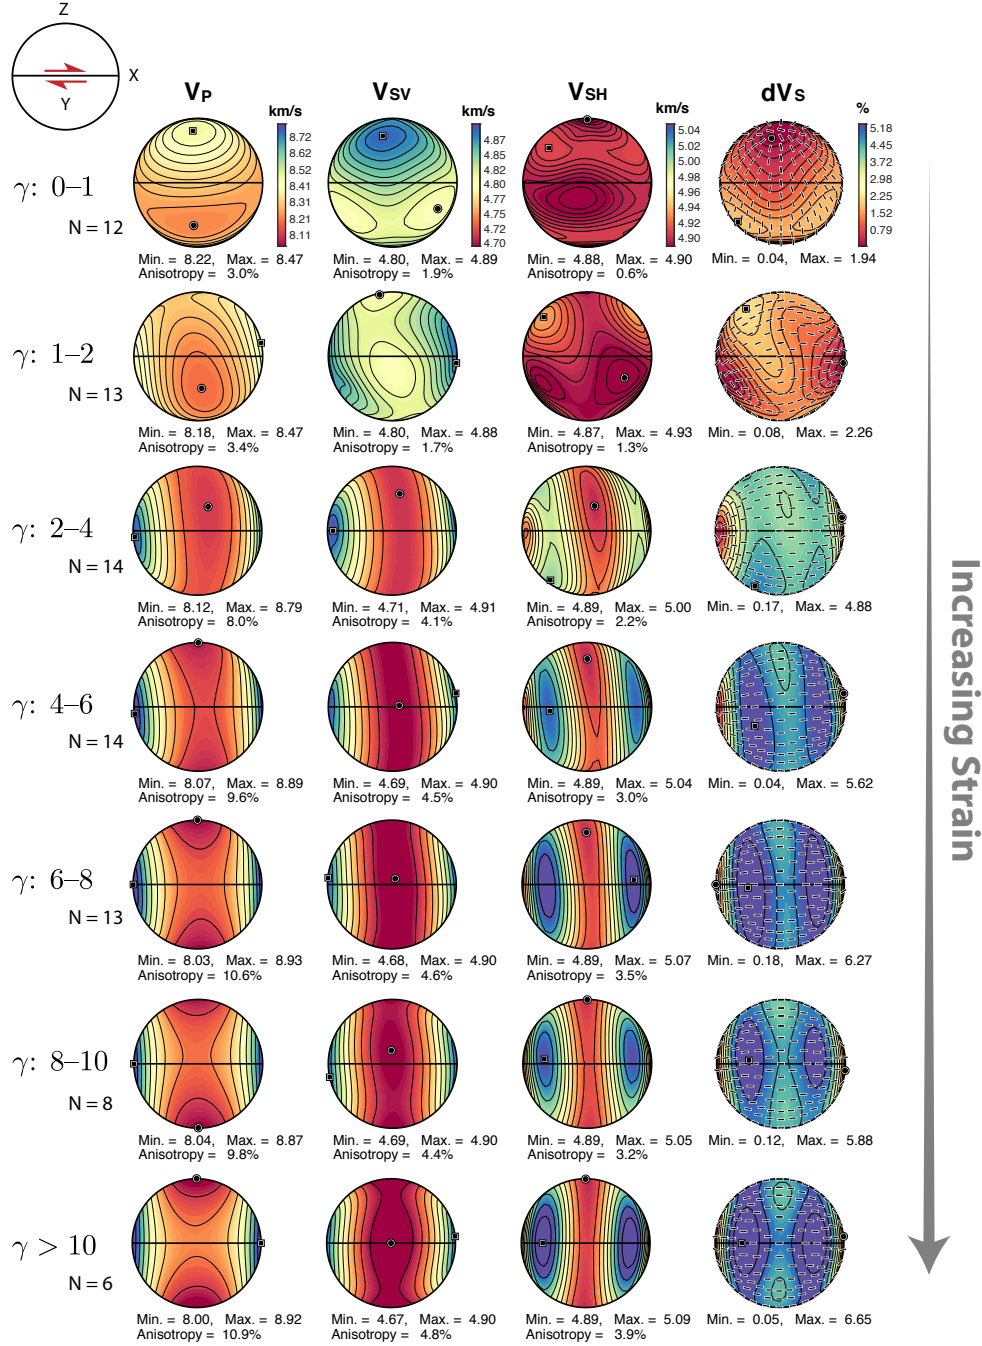 Z
X
Y
VP
VSV
VSH
dVS
km/s
km/s
km/s
%
8.72
8.62
8.52
8.41
8.31
8.21
8.11
4.87
4.85
4.82
4.80
4.77
4.75
4.72
4.70
5.04
5.02
5.00
4.98
4.96
4.94
4.92
4.90
5.18
4.45
3.72
2.98
2.25
1.52
0.79
γ: 0–1
N = 12
Min. = 8.22, Max. = 8.47
Anisotropy = 3.0%
Min. = 4.80, Max. = 4.89
Anisotropy = 1.9%
Min. = 4.88, Max. = 4.90
Anisotropy = 0.6%
Min. = 0.04, Max. = 1.94
γ: 1–2
N = 13
Min. = 8.18, Max. = 8.47
Anisotropy = 3.4%
Min. = 4.80, Max. = 4.88
Anisotropy = 1.7%
Min. = 4.87, Max. = 4.93
Anisotropy = 1.3%
Min. = 0.08, Max. = 2.26
γ: 2–4
N = 14
Min. = 8.12, Max. = 8.79
Anisotropy = 8.0%
Min. = 4.71, Max. = 4.91
Anisotropy = 4.1%
Min. = 4.89, Max. = 5.00
Anisotropy = 2.2%
Min. = 0.17, Max. = 4.88
γ: 4–6
N = 14
Min. = 8.07, Max. = 8.89
Anisotropy = 9.6%
Min. = 4.69, Max. = 4.90
Anisotropy = 4.5%
Min. = 4.89, Max. = 5.04
Anisotropy = 3.0%
Min. = 0.04, Max. = 5.62
γ: 6–8
N = 13
Min. = 8.03, Max. = 8.93
Anisotropy = 10.6%
Min. = 4.68, Max. = 4.90
Anisotropy = 4.6%
Min. = 4.89, Max. = 5.07
Anisotropy = 3.5%
Min. = 0.18, Max. = 6.27
γ: 8–10
N = 8
Min. = 8.04, Max. = 8.87
Anisotropy = 9.8%
Min. = 4.69, Max. = 4.90
Anisotropy = 4.4%
Min. = 4.89, Max. = 5.05
Anisotropy = 3.2%
Min. = 0.12, Max. = 5.88
γ > 10
N = 6
Min. = 8.00, Max. = 8.92
Anisotropy = 10.9%
Min. = 4.67, Max. = 4.90
Anisotropy = 4.8%
Min. = 4.89, Max. = 5.09
Anisotropy = 3.9%
Min. = 0.05, Max. = 6.65
Increasing Strain